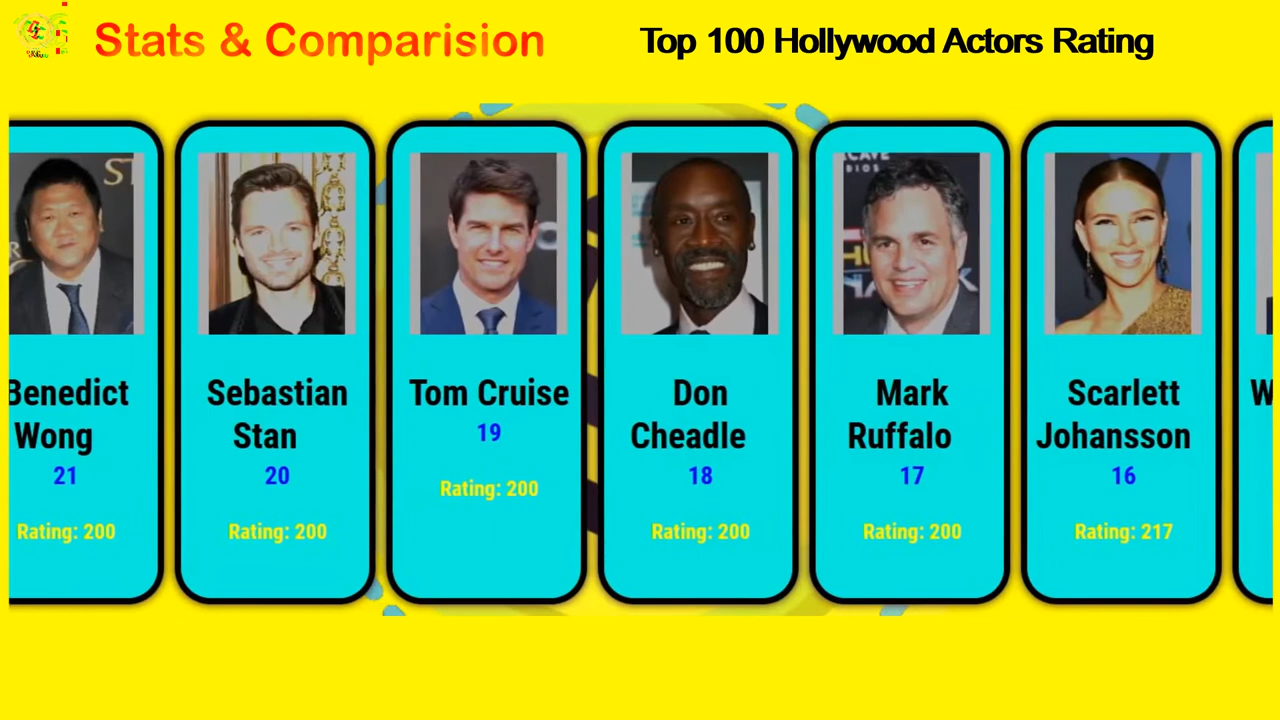 Stats & Comparision
Top 100 Hollywood Actors Rating
Benedict
Wong
21
Rating: 200
Sebastian
Stan
20
Rating: 200
Tom Cruise
19
Rating: 200
Don
Cheadle
18
Rating: 200
Mark
Ruffalo
17
Rating: 200
Scarlett
Johansson
16
Rating: 217
W